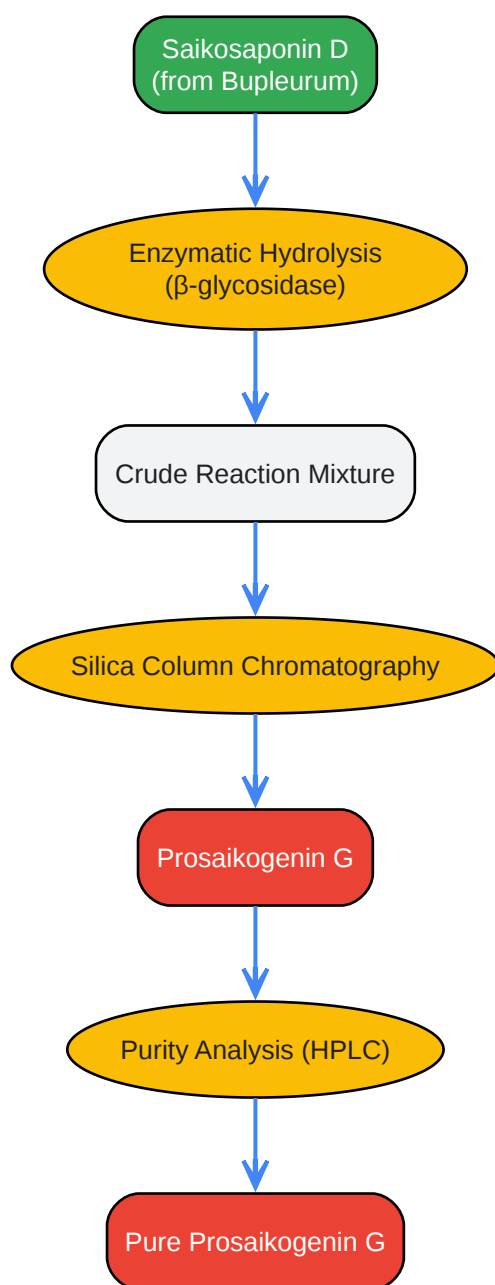 Saikosaponin D
(from Bupleurum)
Enzymatic Hydrolysis
(β-glycosidase)
Crude Reaction Mixture
Silica Column Chromatography
Prosaikogenin G
Purity Analysis (HPLC)
Pure Prosaikogenin G